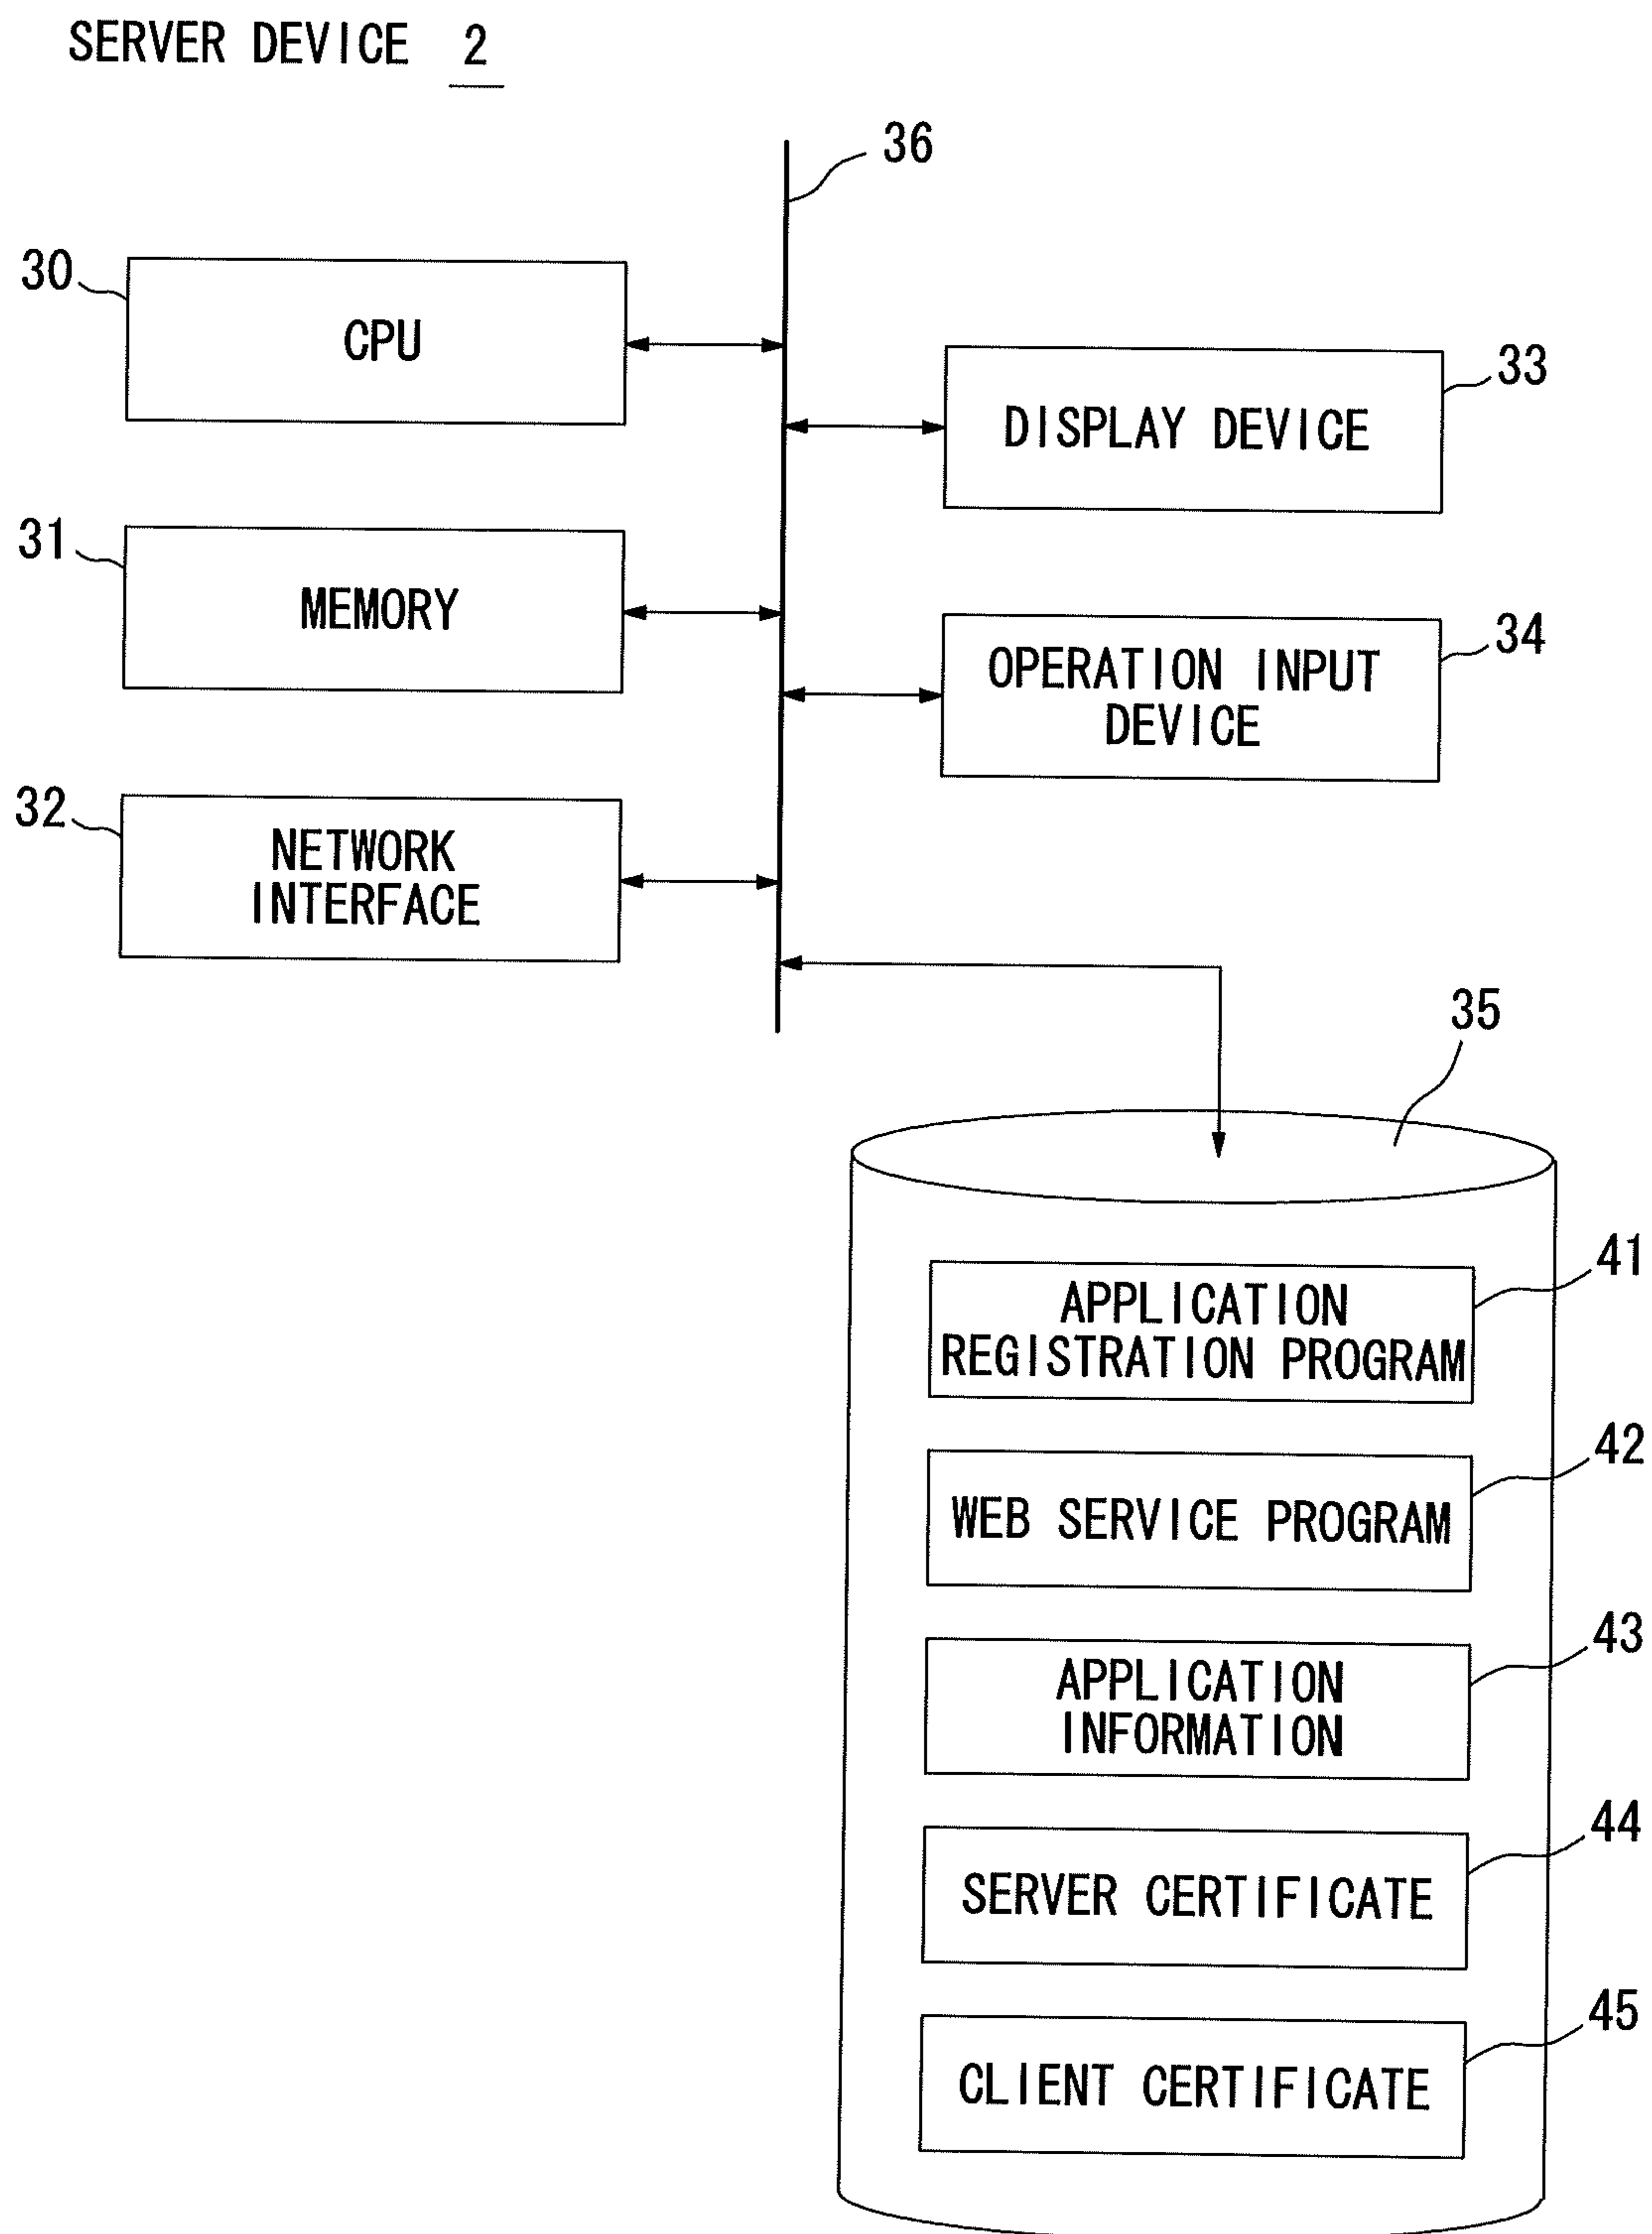 SERVER DEVICE 2
36
30
CPU
33
DISPLAY DEVICE
31
MEMORY
34
OPERATION INPUT
DEVICE
32
NETWORK
INTERFACE
35
41
APPLICATION
REGISTRATION PROGRAM
42
WEB SERVICE PROGRAM
43
APPLICATION
INFORMATION
44
SERVER CERTIFICATE
45
CLIENT CERTIFICATE